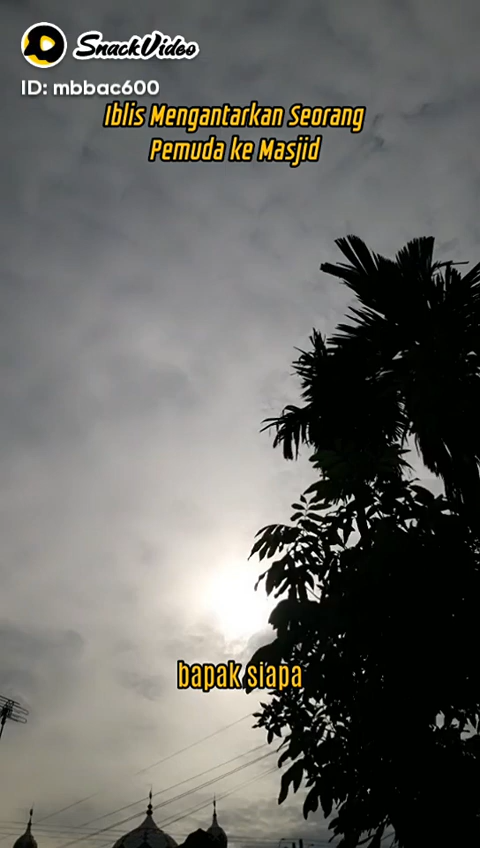 SnackVideo
ID: mbbac600
Iblis Mengantarkan Seorang
Pemuda ke Masjid
bapak siapa